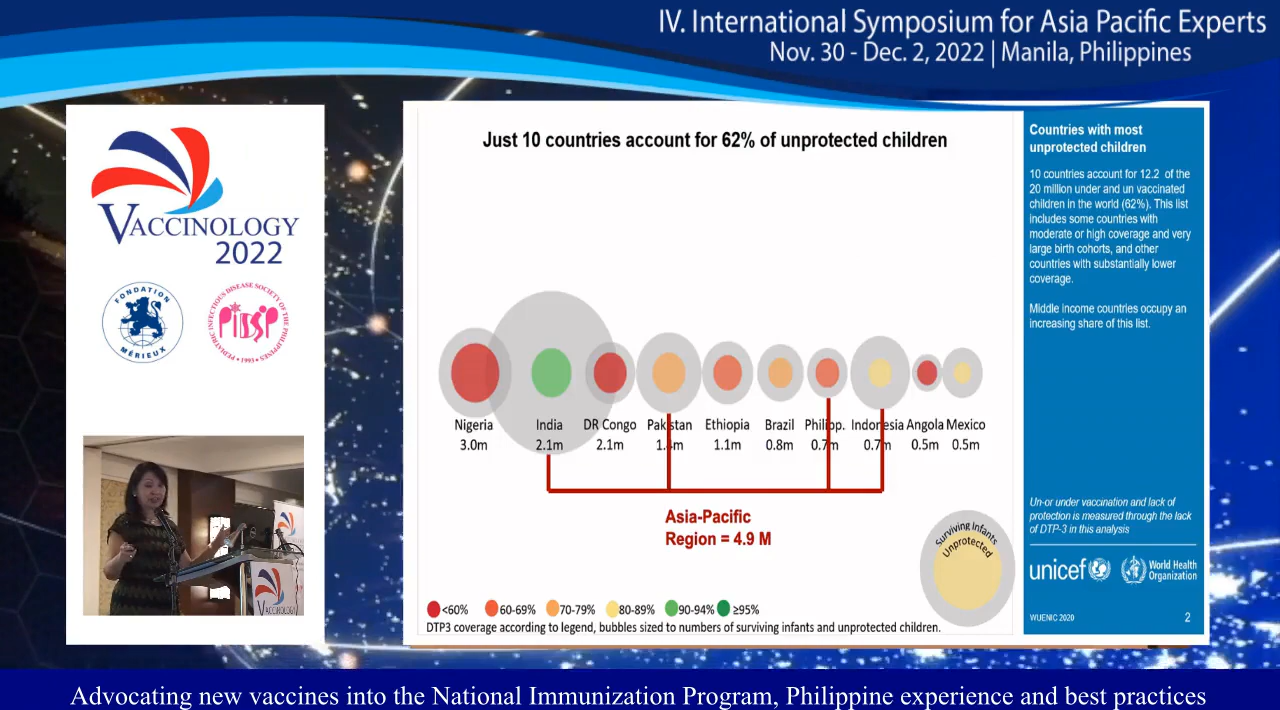 IV. International Symposium for Asia Pacific Experts
Nov. 30 - Dec. 2, 2022 | Manila, Philippines
VACCINOLOGY
2022
FONDATION
MÉRIEUX
PEDIATRIC INFECTIOUS DISEASE SOCIETY OF THE PHILIPPINES
PIDSP
• 1993 •
Just 10 countries account for 62% of unprotected children
Nigeria India DR Congo Pakistan Ethiopia Brazil Philipp. Indonesia Angola Mexico
3.0m 2.1m 2.1m 1.4m 1.1m 0.8m 0.7m 0.7m 0.5m 0.5m
Asia-Pacific
Region = 4.9 M
Surviving Infants
Unprotected
<60% 60-69% 70-79% 80-89% 90-94% ≥95%
DTP3 coverage according to legend, bubbles sized to numbers of surviving infants and unprotected children.
Countries with most
unprotected children
10 countries account for 12.2 of the
20 million under and un vaccinated
children in the world (62%). This list
includes some countries with
moderate or high coverage and very
large birth cohorts, and other
countries with substantially lower
coverage.
Middle income countries occupy an
increasing share of this list.
Un-or under vaccination and lack of
protection is measured through the lack
of DTP-3 in this analysis
unicef
World Health
Organization
WUENIC 2020
2
VACCINOLOGY
Advocating new vaccines into the National Immunization Program, Philippine experience and best practices